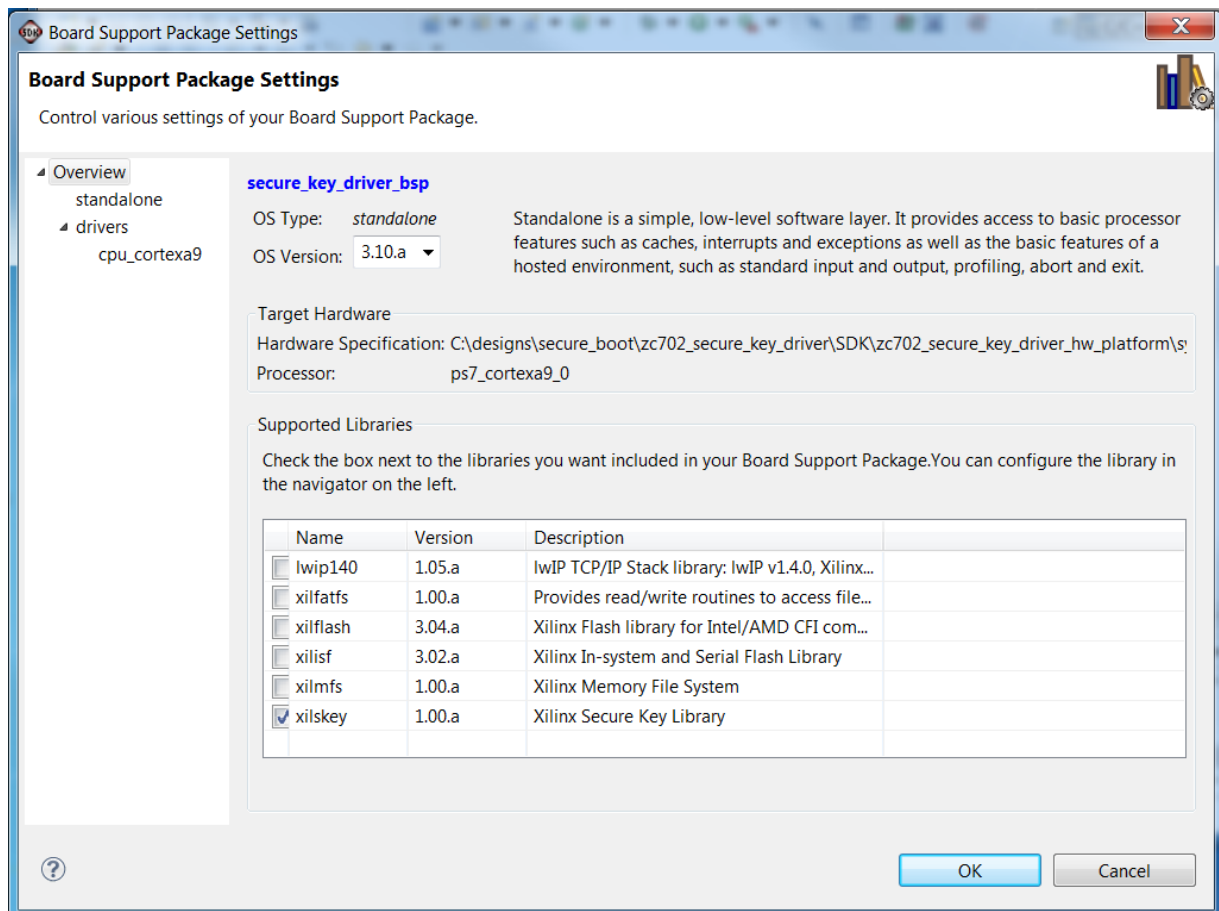 SDK Board Support Package Settings
Board Support Package Settings
Control various settings of your Board Support Package.
Overview
standalone
drivers
cpu_cortexa9
secure_key_driver_bsp
OS Type: standalone
OS Version: 3.10.a
Standalone is a simple, low-level software layer. It provides access to basic processor
features such as caches, interrupts and exceptions as well as the basic features of a
hosted environment, such as standard input and output, profiling, abort and exit.
Target Hardware
Hardware Specification: C:\designs\secure_boot\zc702_secure_key_driver\SDK\zc702_secure_key_driver_hw_platform\sy
Processor: ps7_cortexa9_0
Supported Libraries
Check the box next to the libraries you want included in your Board Support Package.You can configure the library in
the navigator on the left.
Name Version Description
lwip140 1.05.a lwIP TCP/IP Stack library: lwIP v1.4.0, Xilinx...
xilfatfs 1.00.a Provides read/write routines to access file...
xilflash 3.04.a Xilinx Flash library for Intel/AMD CFI com...
xilisf 3.02.a Xilinx In-system and Serial Flash Library
xilmfs 1.00.a Xilinx Memory File System
xilskey 1.00.a Xilinx Secure Key Library
?
OK Cancel